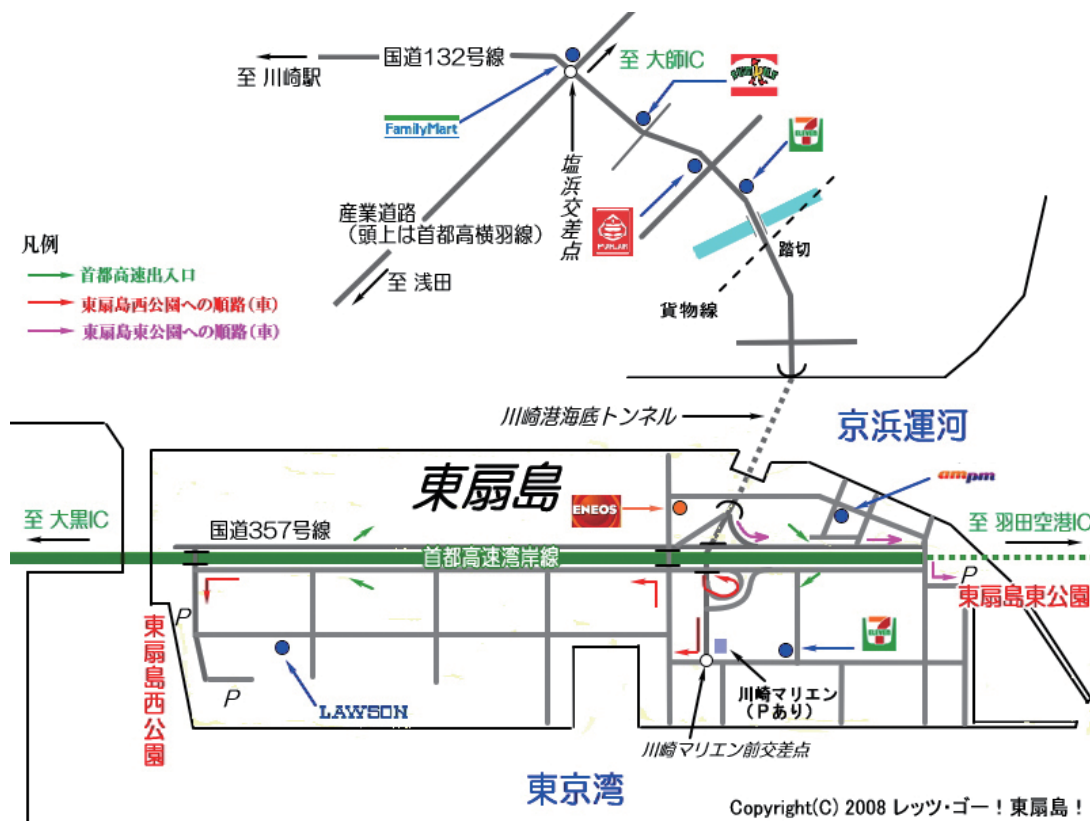 国道132号線
至 川崎駅
至 大師IC
FamilyMart
ELEVEN
塩浜交差点
産業道路
(頭上は首都高横羽線)
至 浅田
踏切
貨物線
凡例
首都高速出入口
東扇島西公園への順路(車)
東扇島東公園への順路(車)
川崎港海底トンネル
京浜運河
東扇島
ENEOS
ampm
至 大黒IC
国道357号線
至 羽田空港IC
首都高速湾岸線
P
東扇島東公園
P
東扇島西公園
P
LAWSON
ELEVEN
川崎マリエン
(Pあり)
川崎マリエン前交差点
東京湾
Copyright(C) 2008 レッツ・ゴー！東扇島！